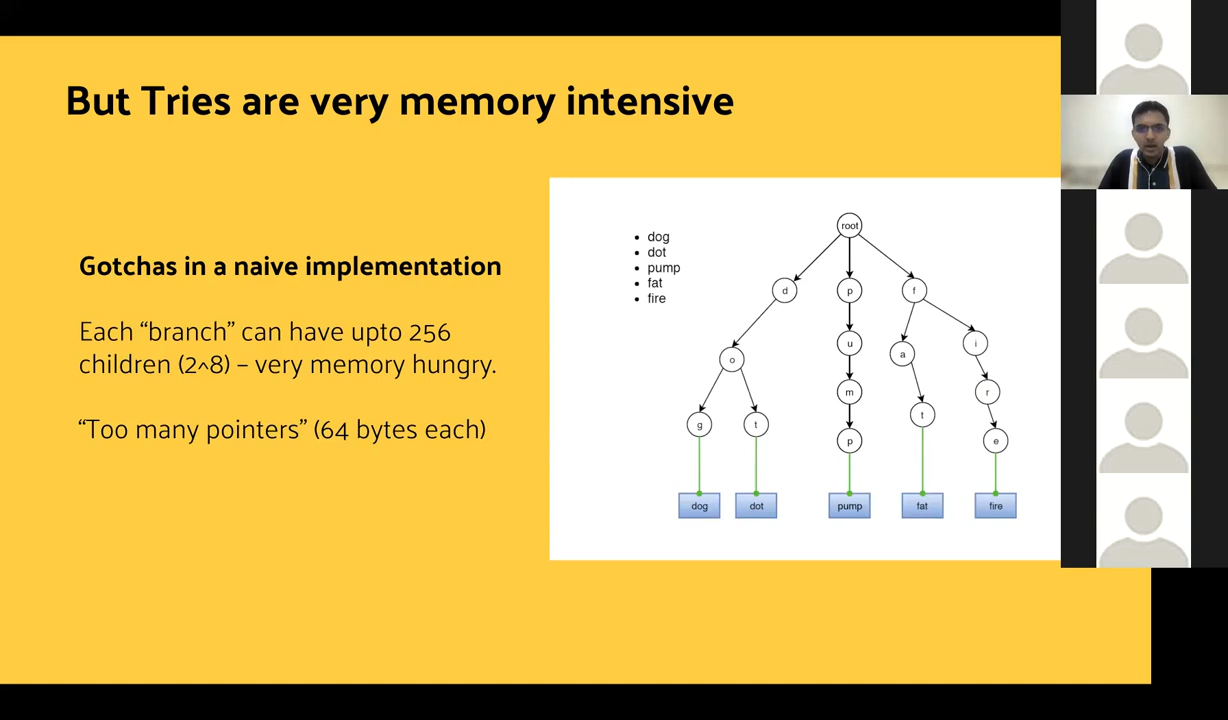 But Tries are very memory intensive
Gotchas in a naive implementation
Each “branch” can have upto 256
children (2^8) – very memory hungry.
“Too many pointers” (64 bytes each)
• dog
• dot
• pump
• fat
• fire
root
d
p
f
o
u
a
i
g
t
m
t
r
p
e
dog
dot
pump
fat
fire